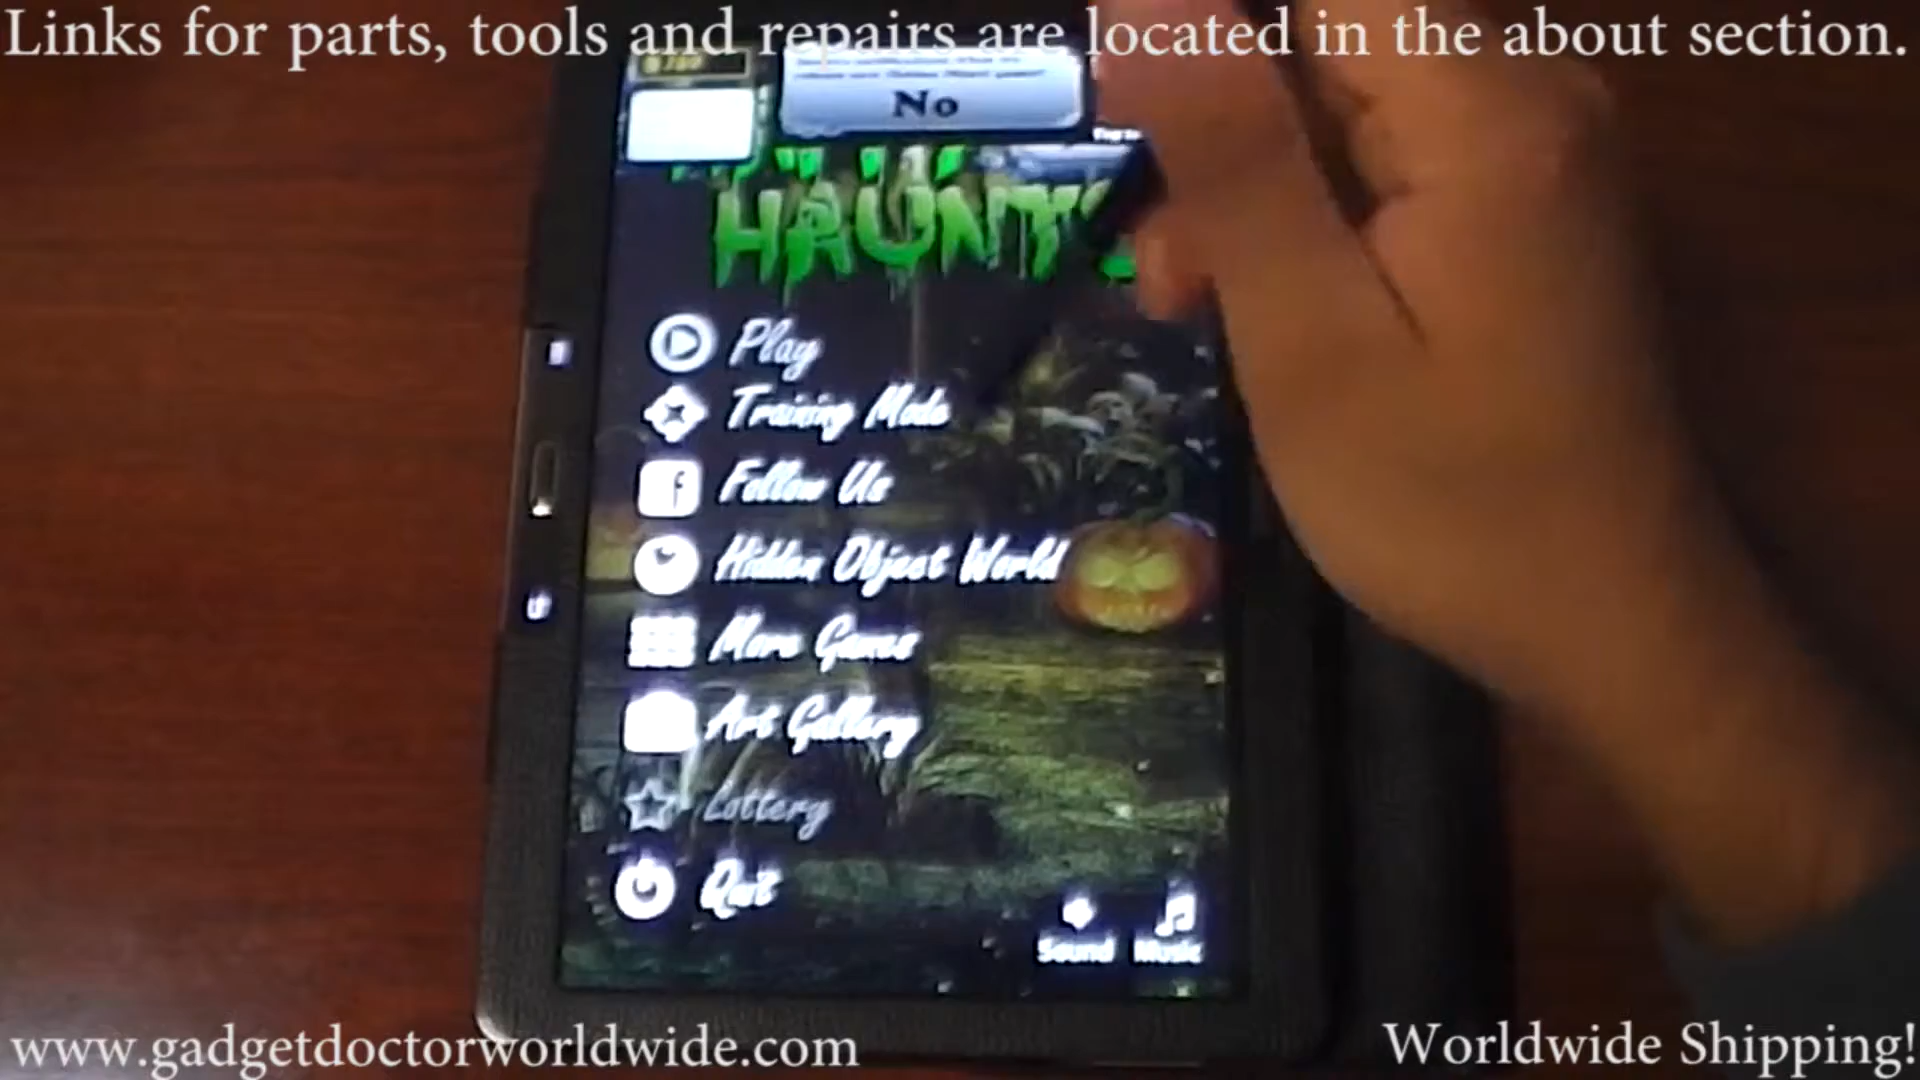 Links for parts, tools and repairs are located in the about section.
No
Play
Training Mode
Follow Us
Hidden Object World
More Games
Art Gallery
Lottery
Quit
Sound Music
www.gadgetdoctorworldwide.com
Worldwide Shipping!